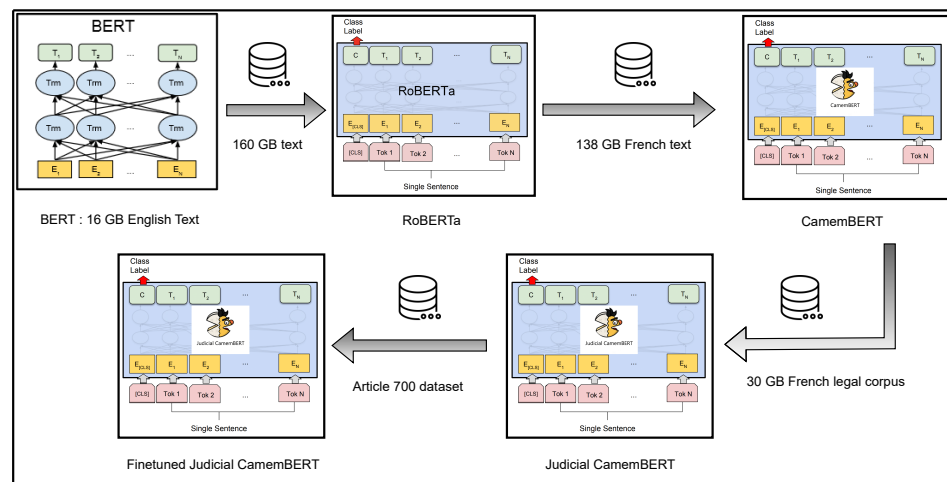 BERT
T1 T2 ... TN
Trm Trm ... Trm
Trm Trm ... Trm
E1 E2 ... EN
BERT : 16 GB English Text
160 GB text
Class
Label
C T1 T2 ... TN
RoBERTa
E[CLS] E1 E2 ... EN
[CLS] Tok 1 Tok 2 ... Tok N
Single Sentence
RoBERTa
138 GB French text
Class
Label
C T1 T2 ... TN
CamemBERT
E[CLS] E1 E2 ... EN
[CLS] Tok 1 Tok 2 ... Tok N
Single Sentence
CamemBERT
30 GB French legal corpus
Class
Label
C T1 T2 ... TN
Judicial CamemBERT
E[CLS] E1 E2 ... EN
[CLS] Tok 1 Tok 2 ... Tok N
Single Sentence
Judicial CamemBERT
Article 700 dataset
Class
Label
C T1 T2 ... TN
Judicial CamemBERT
E[CLS] E1 E2 ... EN
[CLS] Tok 1 Tok 2 ... Tok N
Single Sentence
Finetuned Judicial CamemBERT